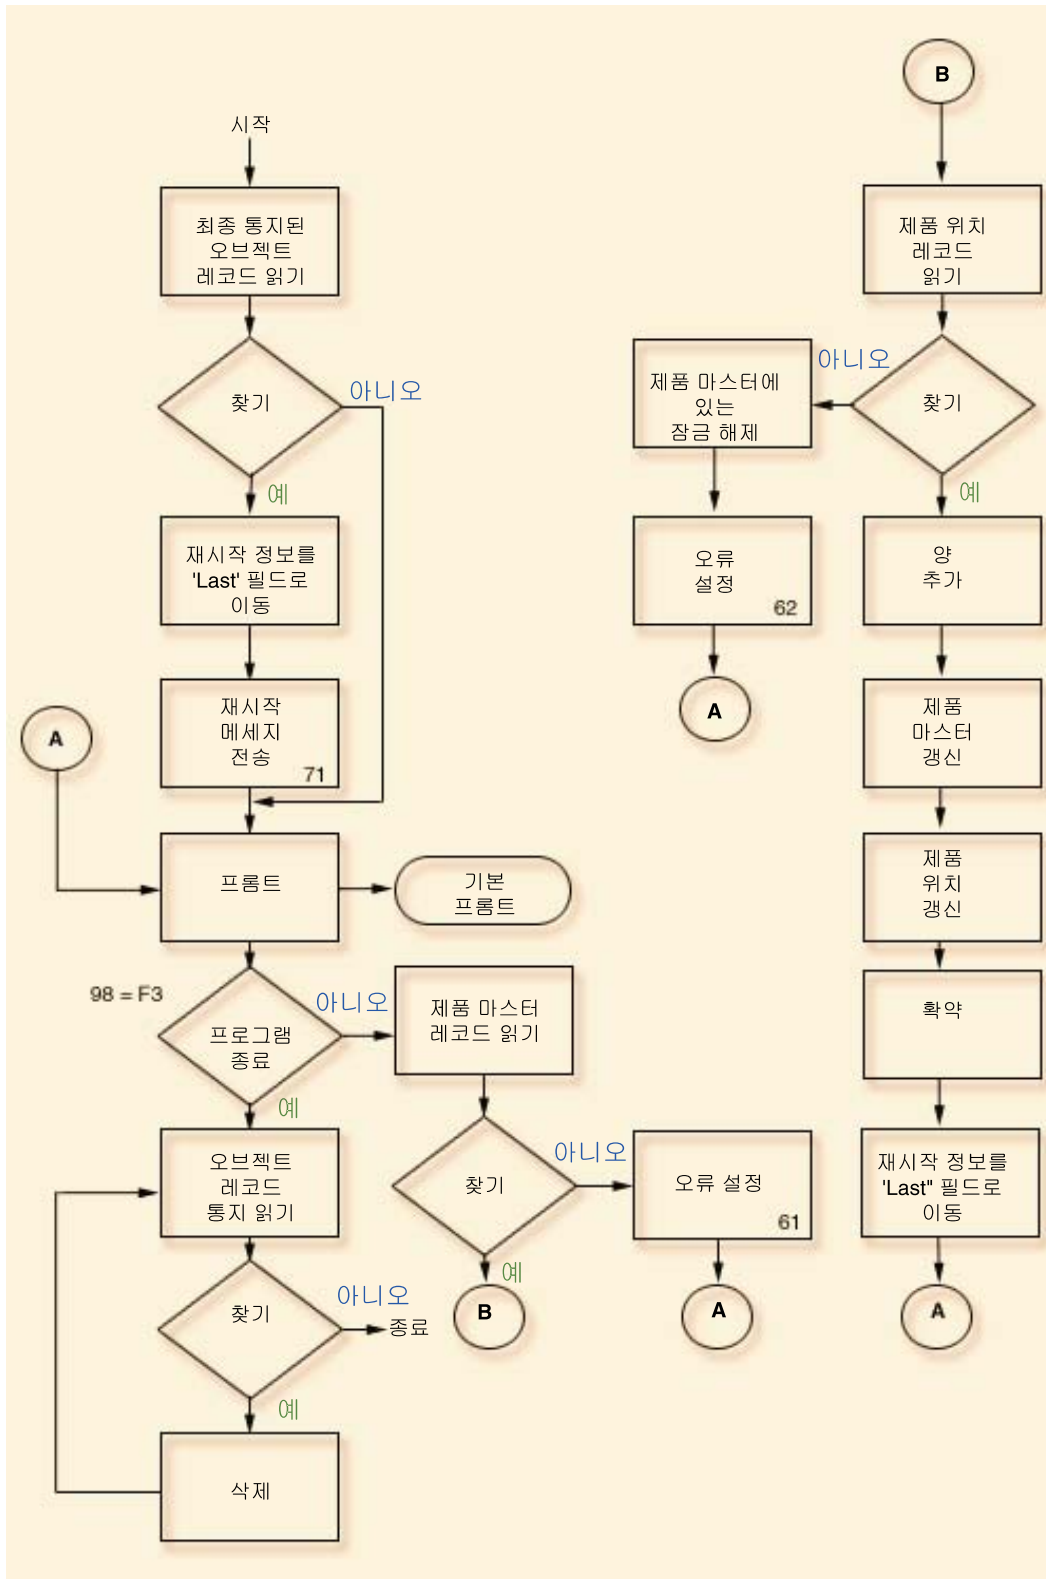 시작
최종 통지된
오브젝트
레코드 읽기
찾기
아니오
예
재시작 정보를
'Last' 필드로
이동
재시작
메세지
전송
71
A
프롬트
기본
프롬트
98 = F3
프로그램
종료
아니오
예
제품 마스터
레코드 읽기
찾기
아니오
예
B
오류 설정
61
A
오브젝트
레코드
통지 읽기
찾기
아니오
종료
예
삭제
B
제품 위치
레코드
읽기
찾기
아니오
예
제품 마스터에
있는
잠금 해제
오류
설정
62
A
양
추가
제품
마스터
갱신
제품
위치
갱신
확약
재시작 정보를
'Last" 필드로
이동
A